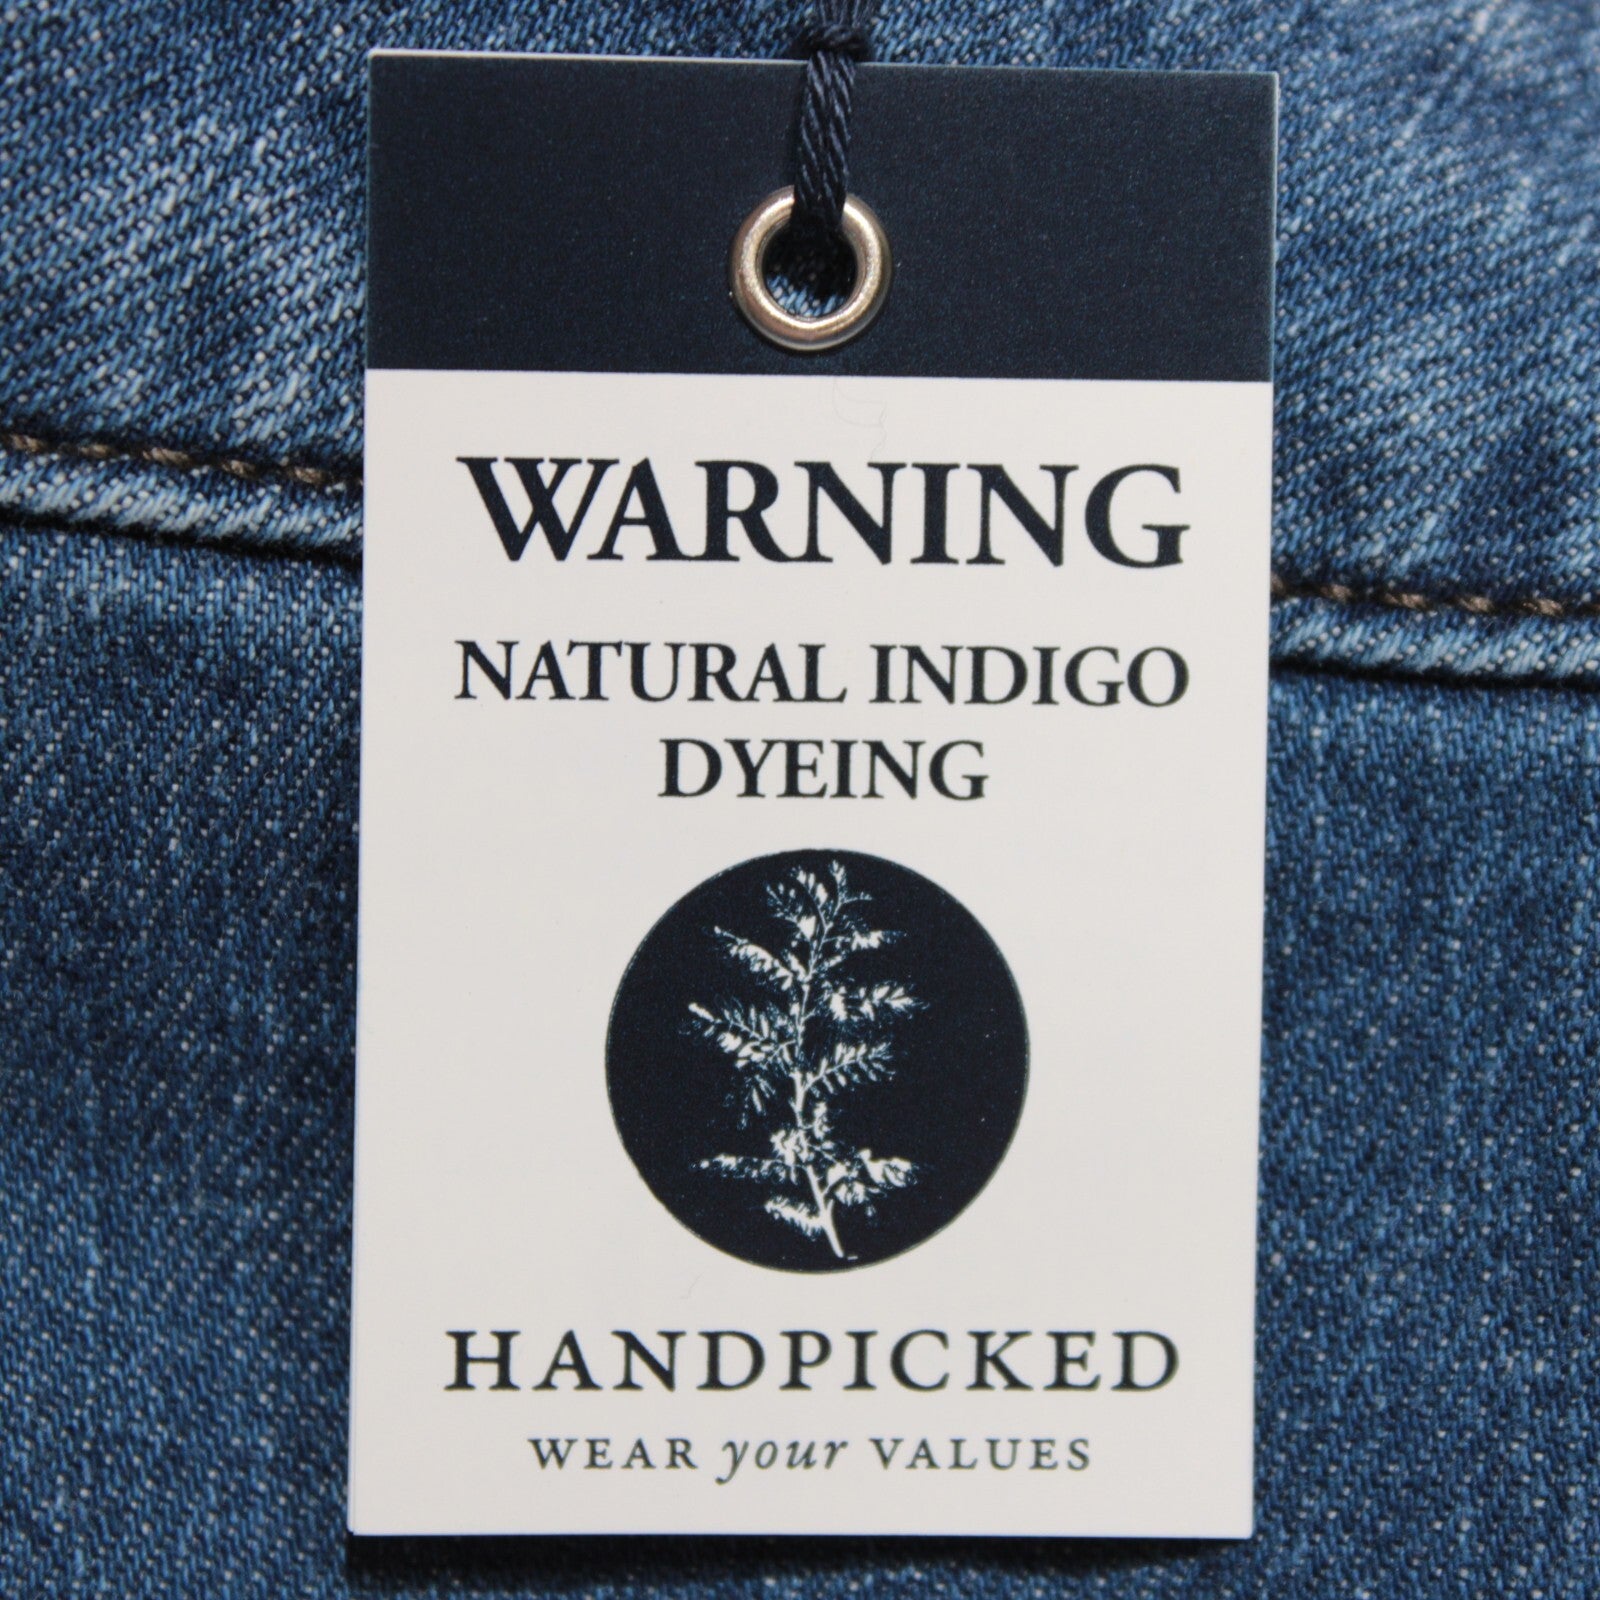 WARNING
NATURAL INDIGO
DYEING
HANDPICKED
WEAR your VALUES